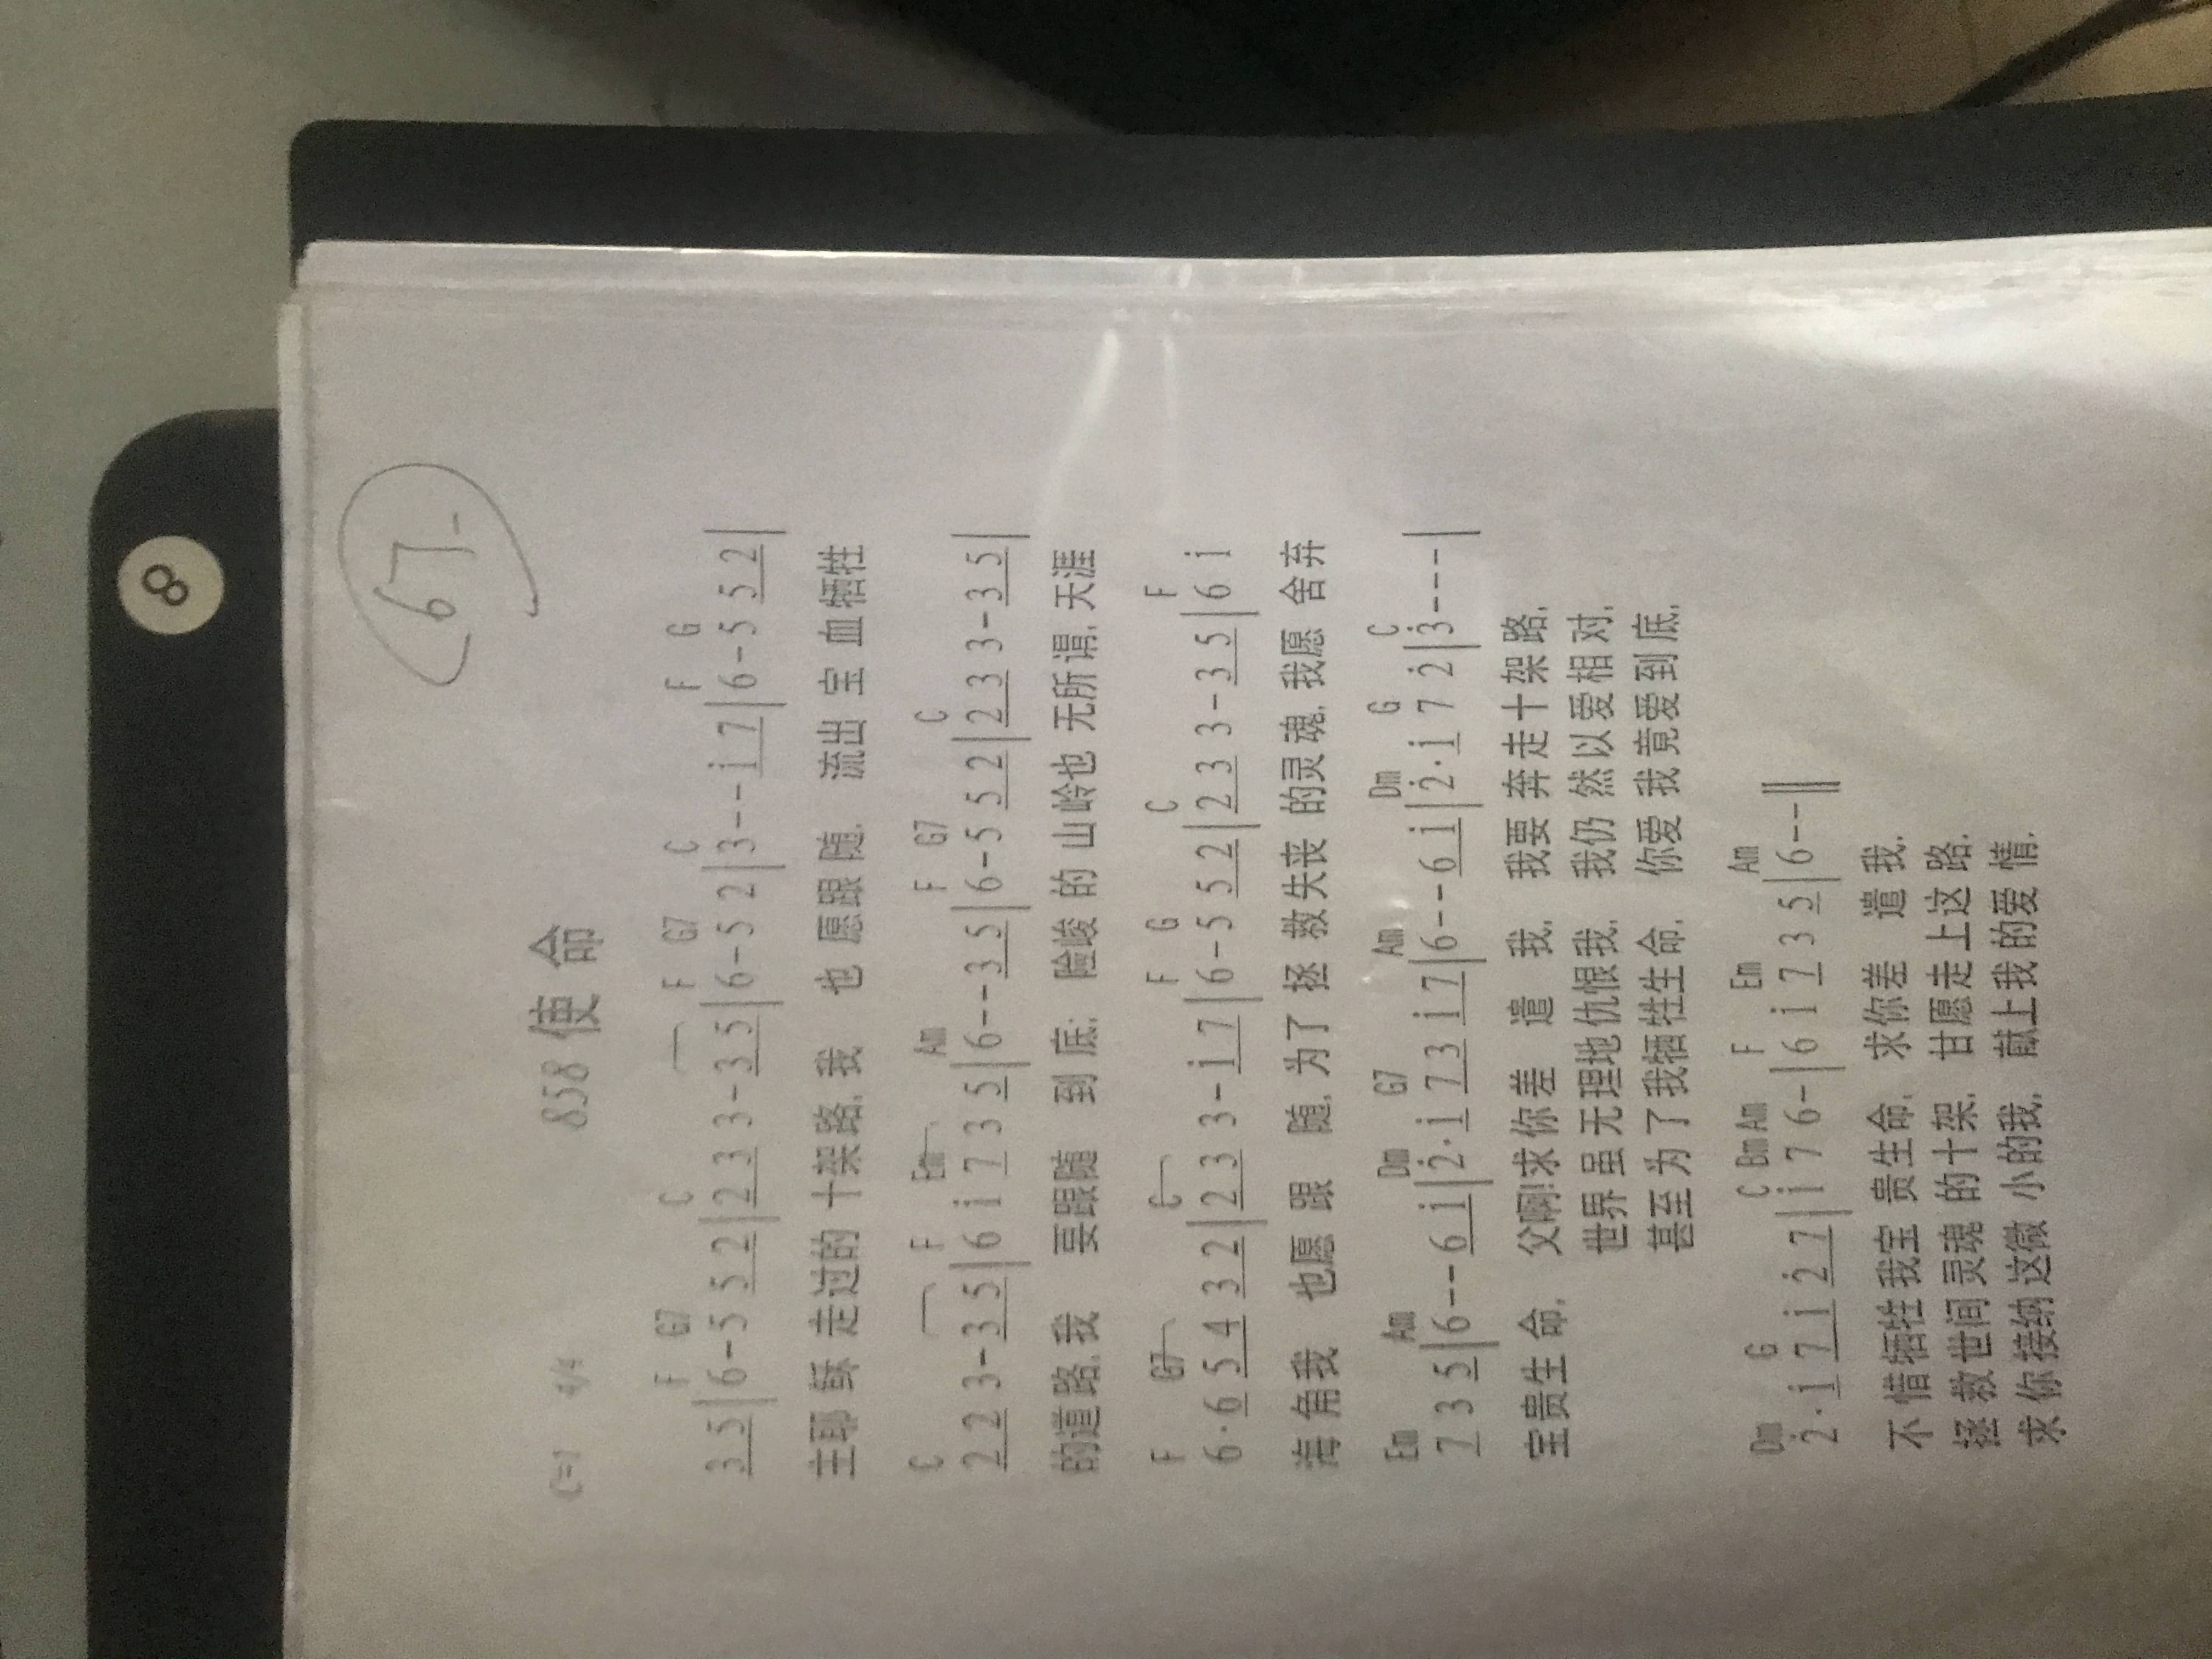 8
67
C=1 4/4 858 使命
F G7 C F G7 C F G
3 5|6-5 5 2|2 3 3-3 5|6-5 2|3--i 7|6-5 5 2|
主耶 稣 走过的 十架路,我 也 愿跟 随. 流出 宝 血牺牲
C F Em Am F G7 C
2 2 3-3 5|6 i 7 3 5|6--3 5|6-5 5 2|2 3 3-3 5|
的道路,我 要跟随 到 底; 险峻 的 山岭也 无所谓,天涯
F G7 C F G C F
6·6 5 4 3 2|2 3 3-i 7|6-5 5 2|2 3 3-3 5|6 i
海 角我 也愿 跟 随,为了 拯 救失丧 的灵魂,我愿 舍弃
Em Am Dm G7 Am Dm G C
7 3 5|6--6 i|2̇·i 7 3 i 7|6--6 i|2̇·i 7 2̇|3̇---|
宝贵生 命, 父啊!求你差 遣 我, 我要 奔走十架路,
世界虽无理地仇恨我, 我仍 然以爱相对,
甚至为了我牺牲生命, 你爱 我竟爱到底,
Dm G C Bm Am F Em Am
2̇·i 7 i 2̇ 7|i 7 6-|6 i 7 3 5|6--‖
不惜牺牲我宝 贵生命, 求你差 遣我.
拯救世间灵魂 的十架, 甘愿走上这路.
求你接纳这微 小的我, 献上我的爱情.